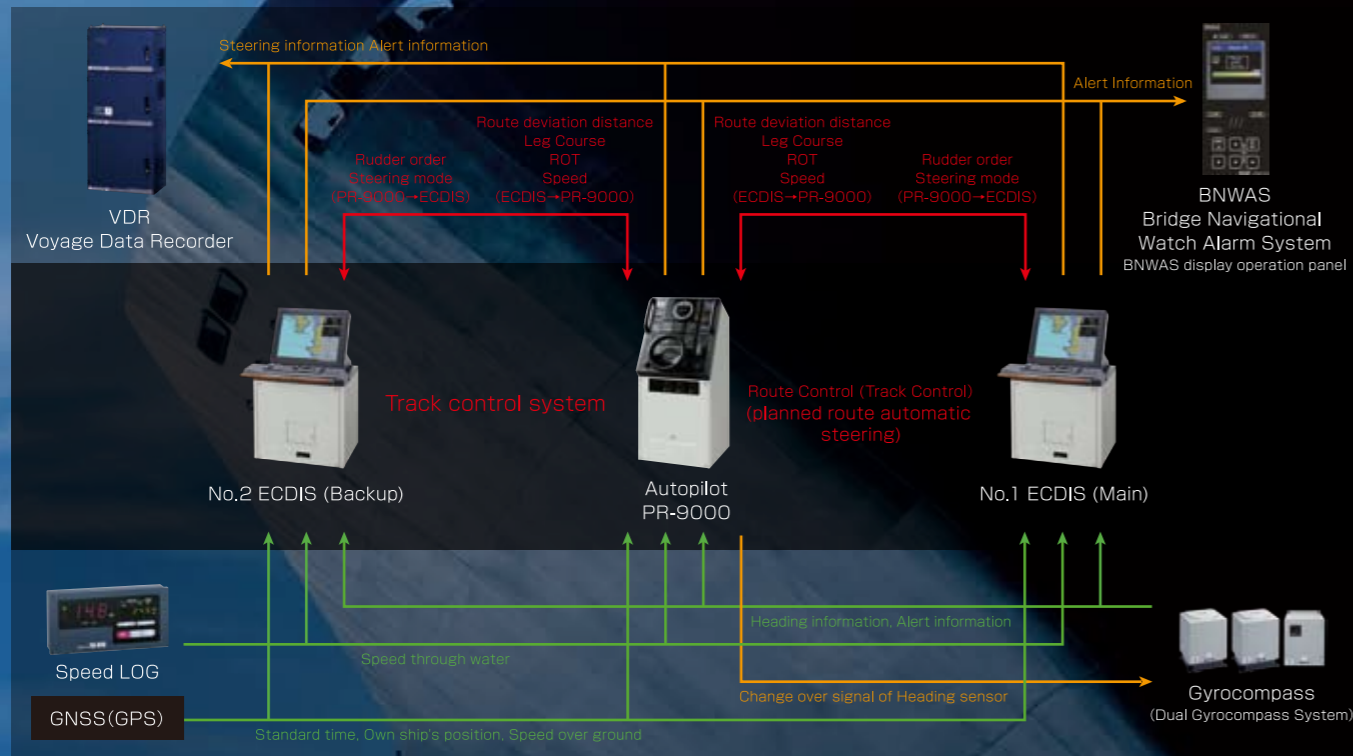 Steering information Alert information
Alert Information
Route deviation distance
Leg Course
ROT
Speed
(ECDIS→PR-9000)
Rudder order
Steering mode
(PR-9000→ECDIS)
Route deviation distance
Leg Course
ROT
Speed
(ECDIS→PR-9000)
Rudder order
Steering mode
(PR-9000→ECDIS)
VDR
Voyage Data Recorder
BNWAS
Bridge Navigational
Watch Alarm System
BNWAS display operation panel
Track control system
Route Control (Track Control)
(planned route automatic
steering)
No.2 ECDIS (Backup)
Autopilot
PR-9000
No.1 ECDIS (Main)
148
Speed LOG
GNSS(GPS)
Heading information, Alert information
Speed through water
Change over signal of Heading sensor
Standard time, Own ship's position, Speed over ground
Gyrocompass
(Dual Gyrocompass System)